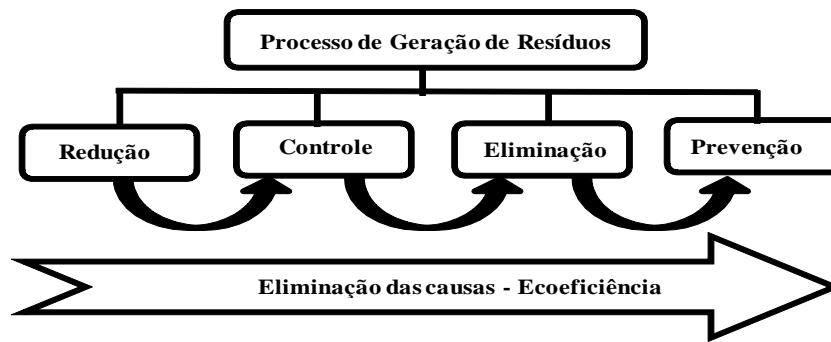 Processo de Geração de Resíduos
Redução
Controle
Eliminação
Prevenção
Eliminação das causas - Ecoeficiência